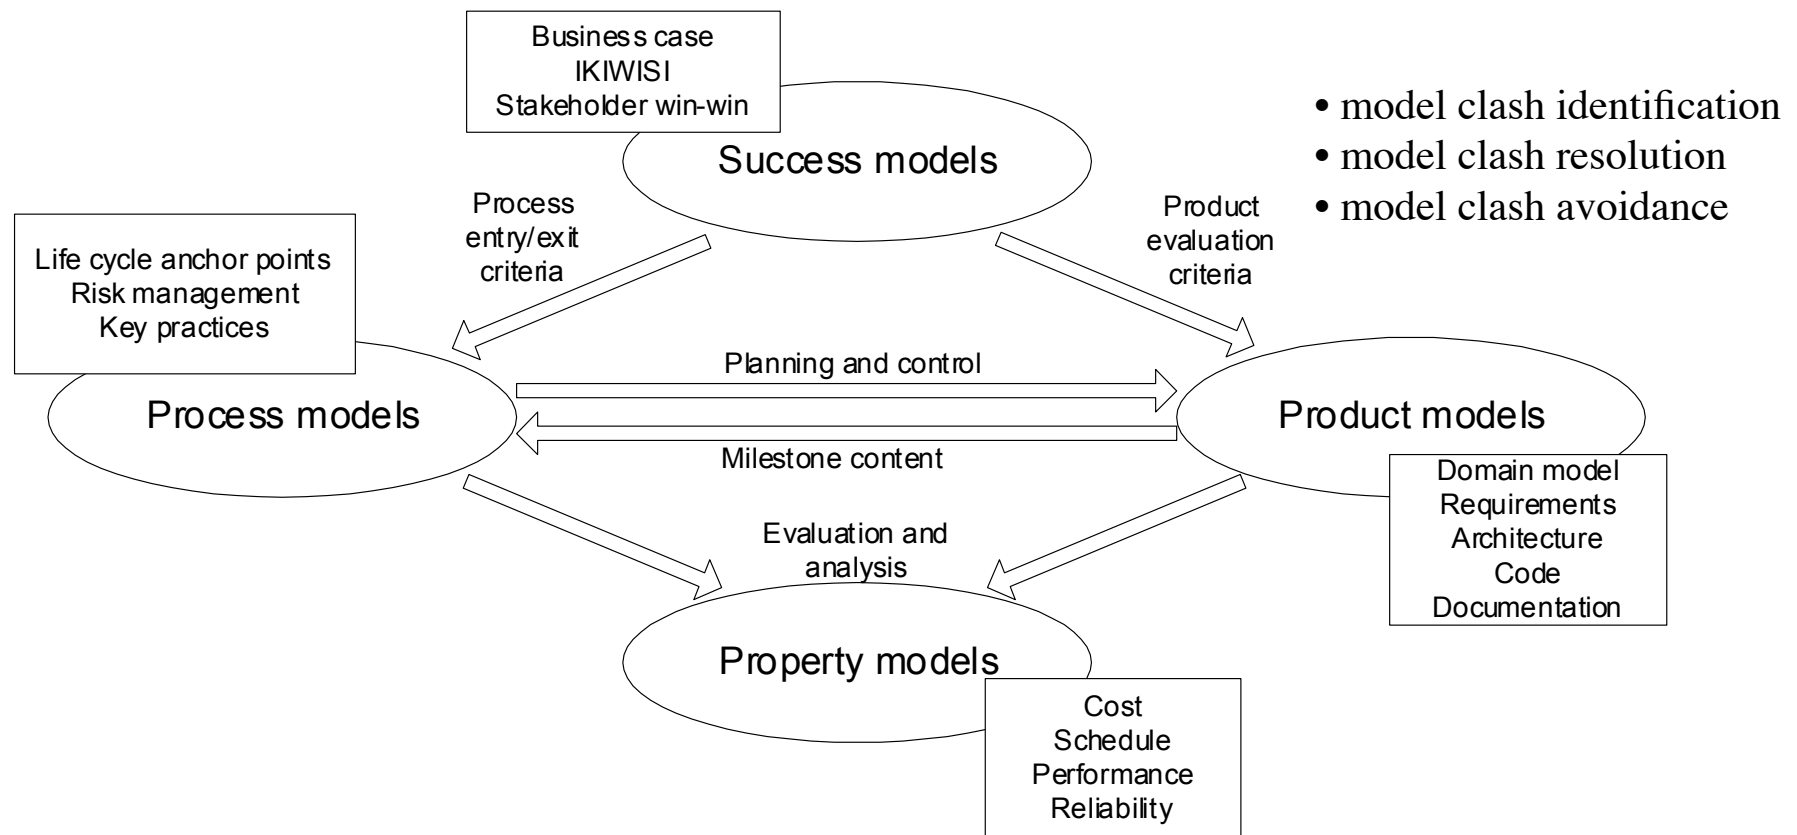 Business case
IKIWISI
Stakeholder win-win
Success models
• model clash identification
• model clash resolution
• model clash avoidance
Process
entry/exit
criteria
Product
evaluation
criteria
Life cycle anchor points
Risk management
Key practices
Process models
Planning and control
Milestone content
Product models
Domain model
Requirements
Architecture
Code
Documentation
Evaluation and
analysis
Property models
Cost
Schedule
Performance
Reliability